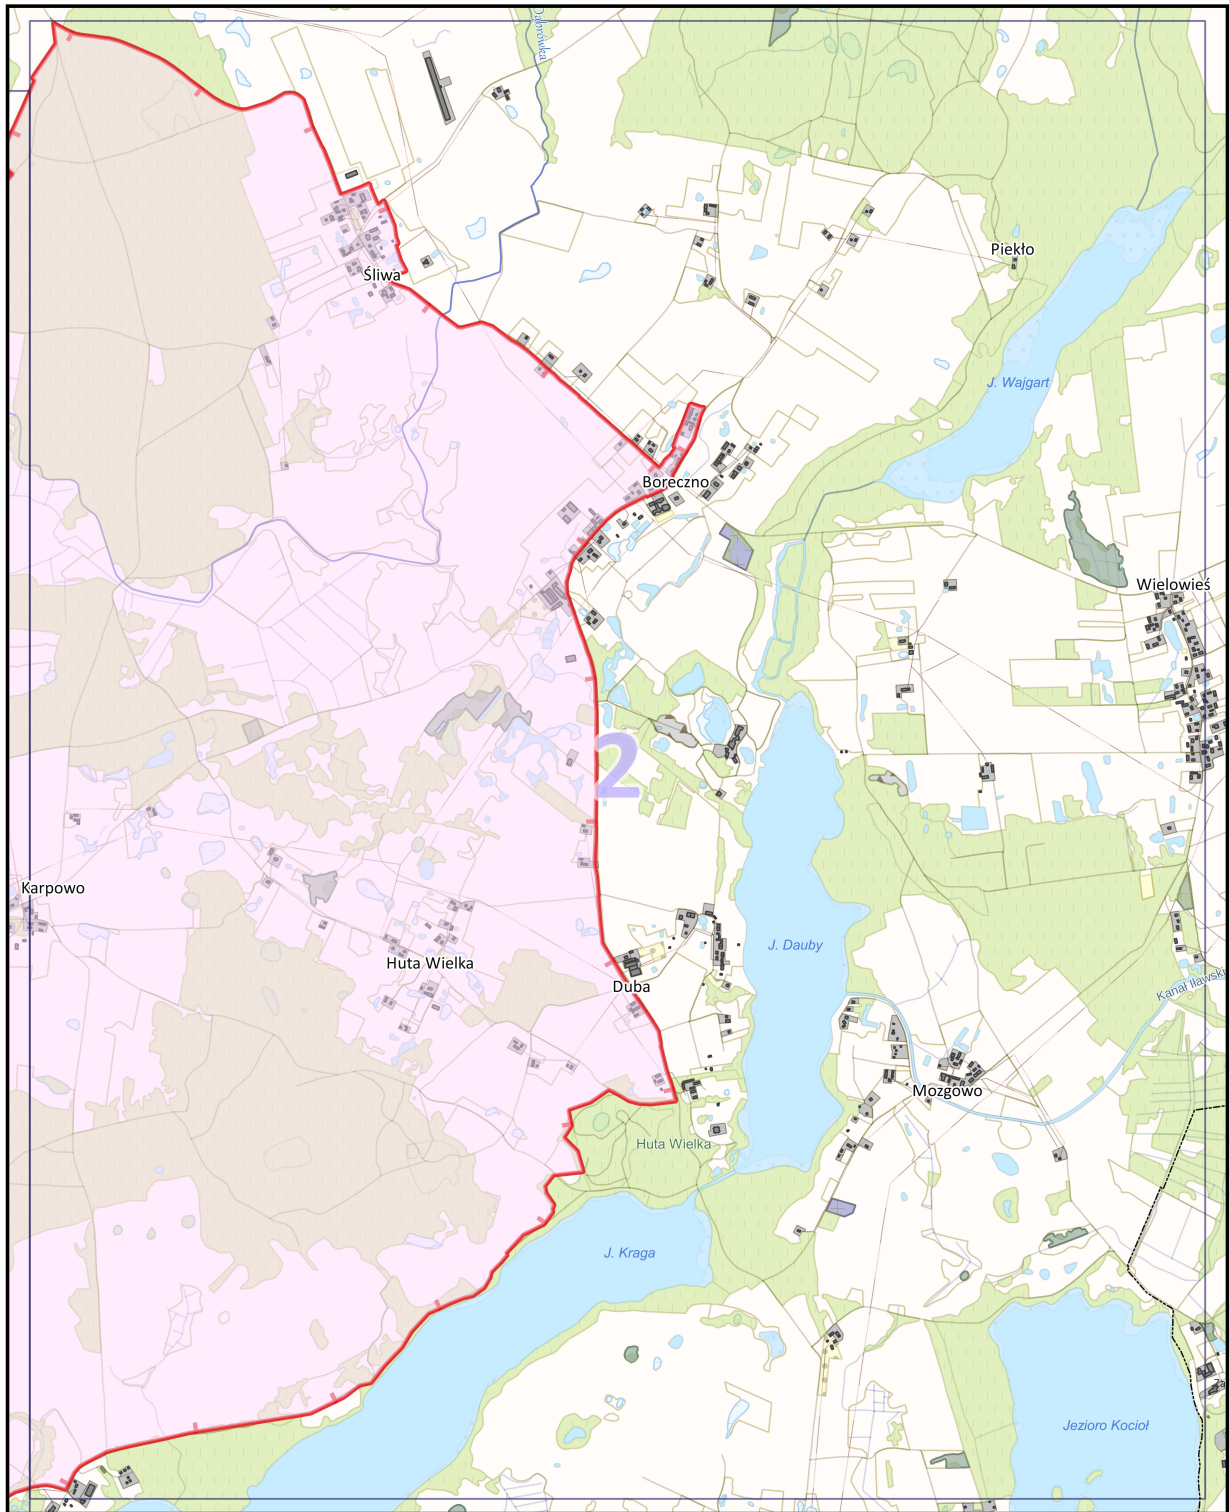 Dąbrówka
Piekło
Śliwa
J. Wajgart
Boreczno
Wielowieś
2
Karpowo
J. Dauby
Huta Wielka
Duba
Kanał Iławski
Mozgowo
Huta Wielka
J. Kraga
Za
Jezioro Kocioł